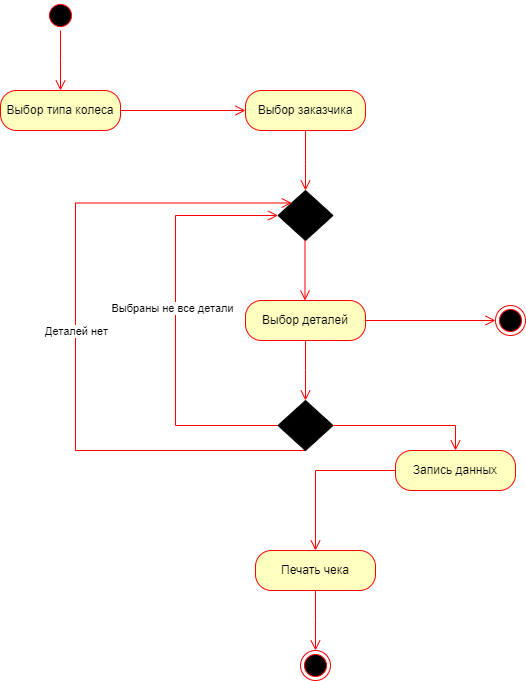 Выбор типа колеса
Выбор заказчика
Выбраны не все детали
Выбор деталей
Деталей нет
Запись данных
Печать чека